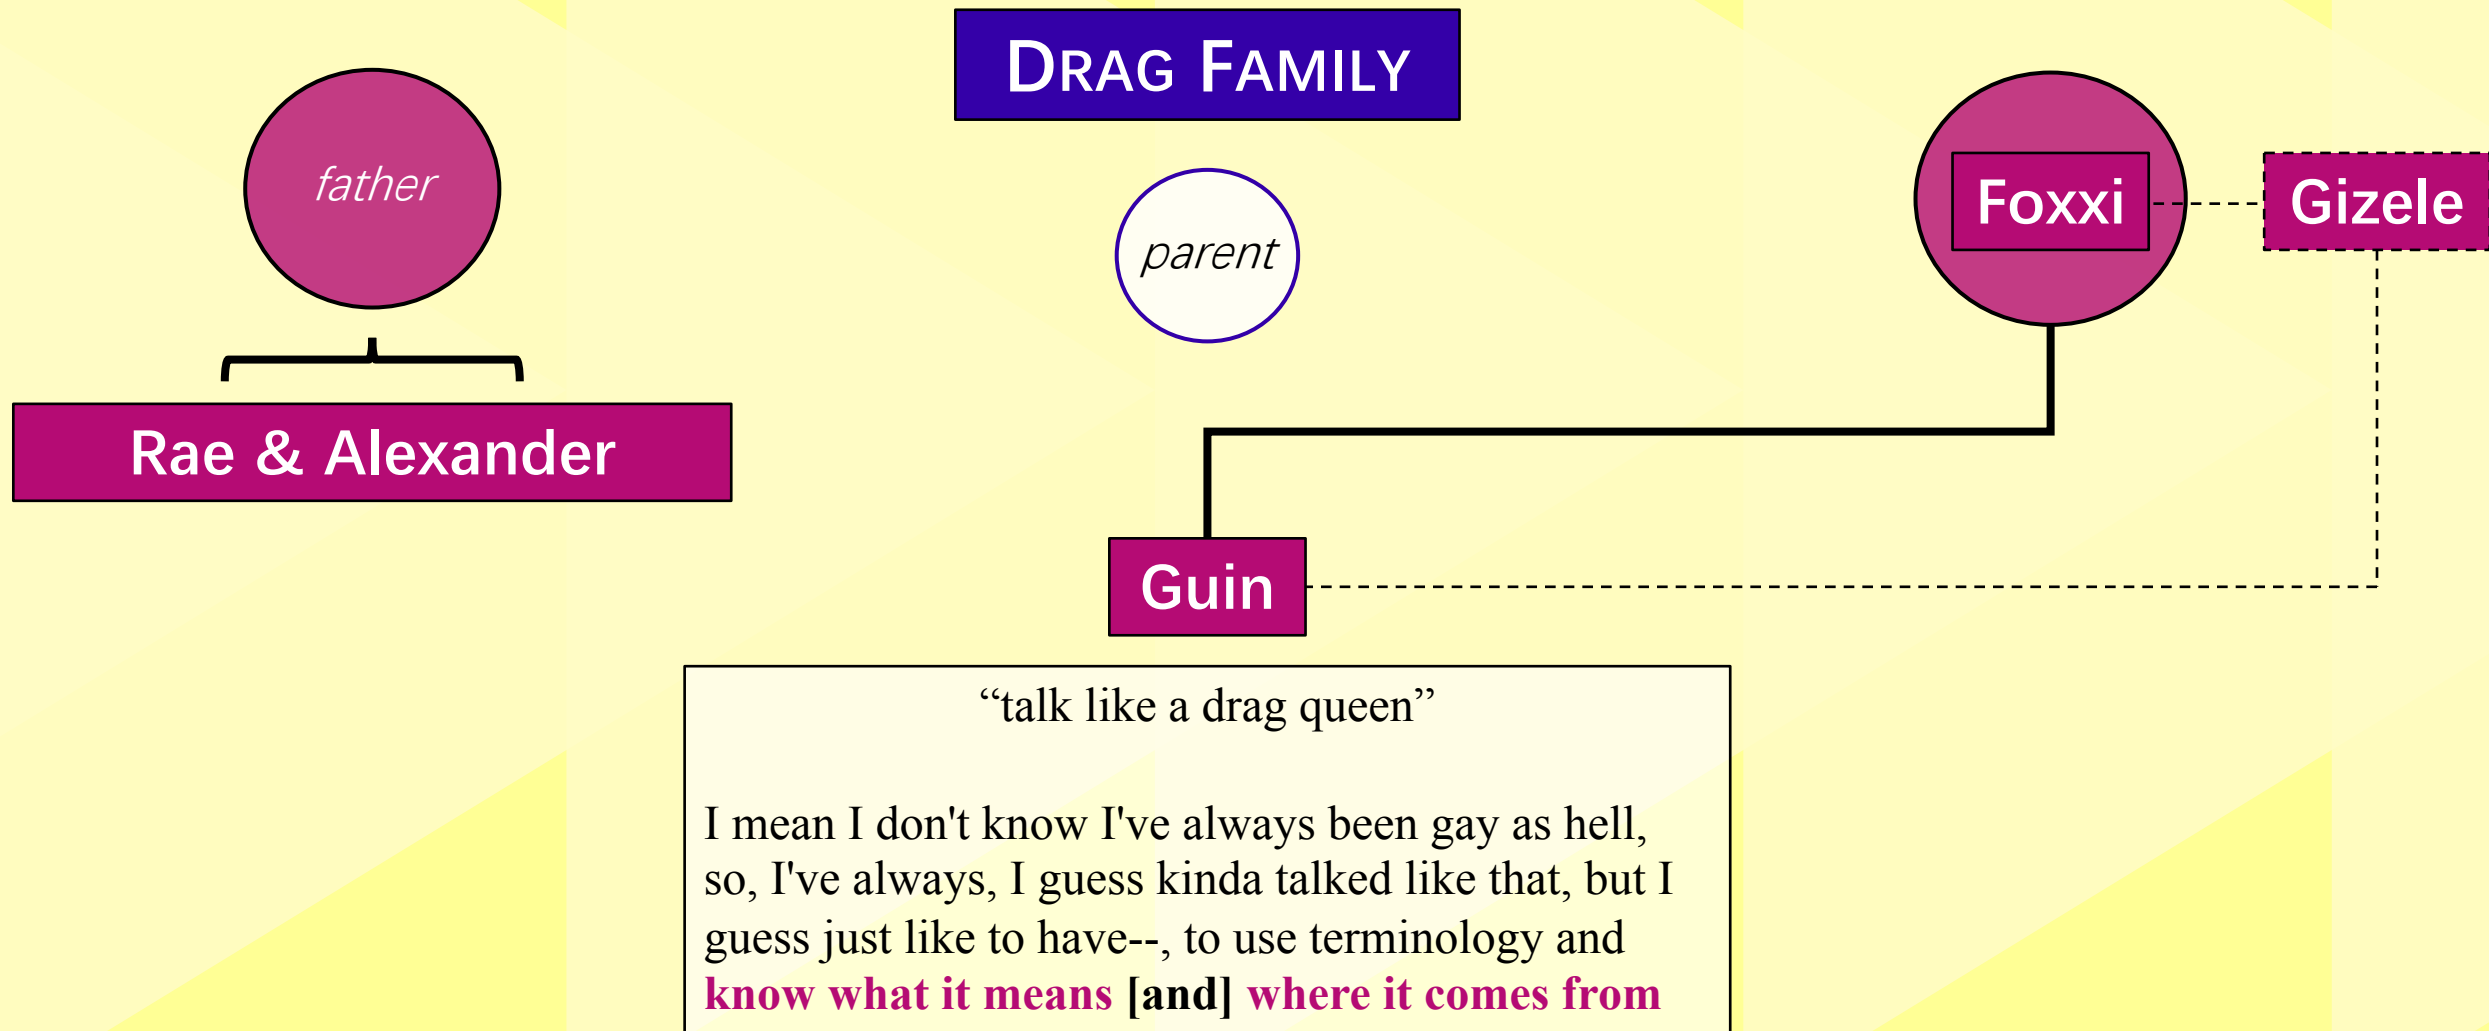 DRAG FAMILY
father
parent
Foxxi
Gizele
Rae & Alexander
Guin
“talk like a drag queen”
I mean I don't know I've always been gay as hell,
so, I've always, I guess kinda talked like that, but I
guess just like to have--, to use terminology and
know what it means [and] where it comes from